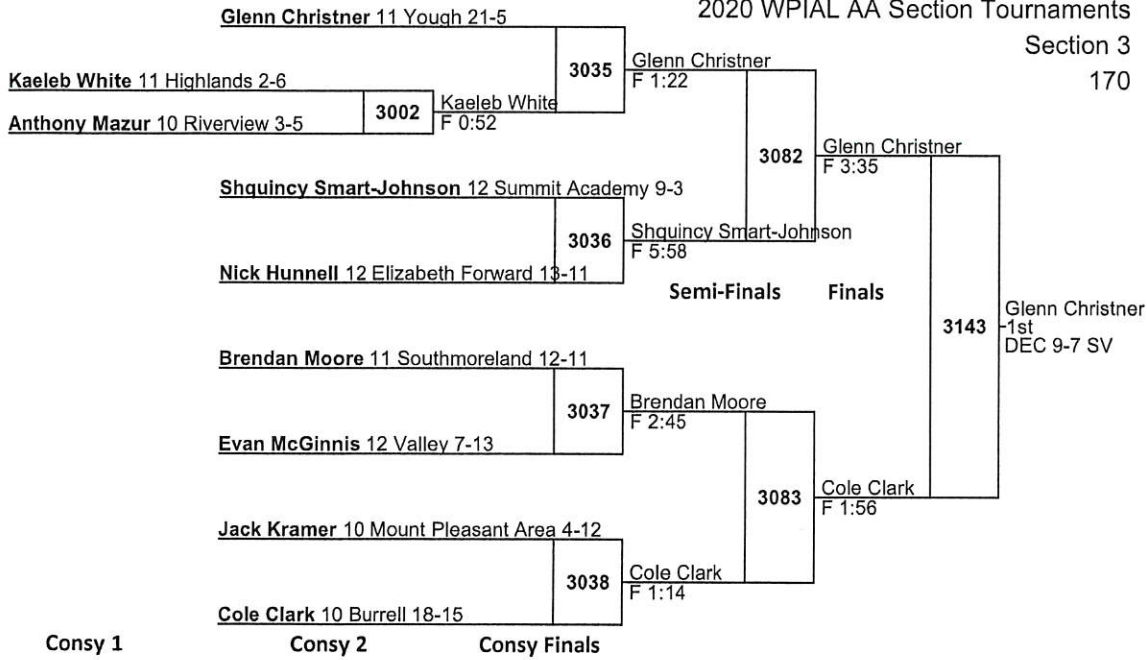 2020 WPIAL AA Section Tournaments
Section 3
170
Glenn Christner 11 Yough 21-5
3035
Glenn Christner
F 1:22
Kaeleb White 11 Highlands 2-6
3002
Kaeleb White
F 0:52
Anthony Mazur 10 Riverview 3-5
3082
Glenn Christner
F 3:35
Shquincy Smart-Johnson 12 Summit Academy 9-3
3036
Shquincy Smart-Johnson
F 5:58
Nick Hunnell 12 Elizabeth Forward 13-11
Semi-Finals
Finals
3143
Glenn Christner
1st
DEC 9-7 SV
Brendan Moore 11 Southmoreland 12-11
3037
Brendan Moore
F 2:45
Evan McGinnis 12 Valley 7-13
3083
Cole Clark
F 1:56
Jack Kramer 10 Mount Pleasant Area 4-12
3038
Cole Clark
F 1:14
Cole Clark 10 Burrell 18-15
Consy 1
Consy 2
Consy Finals